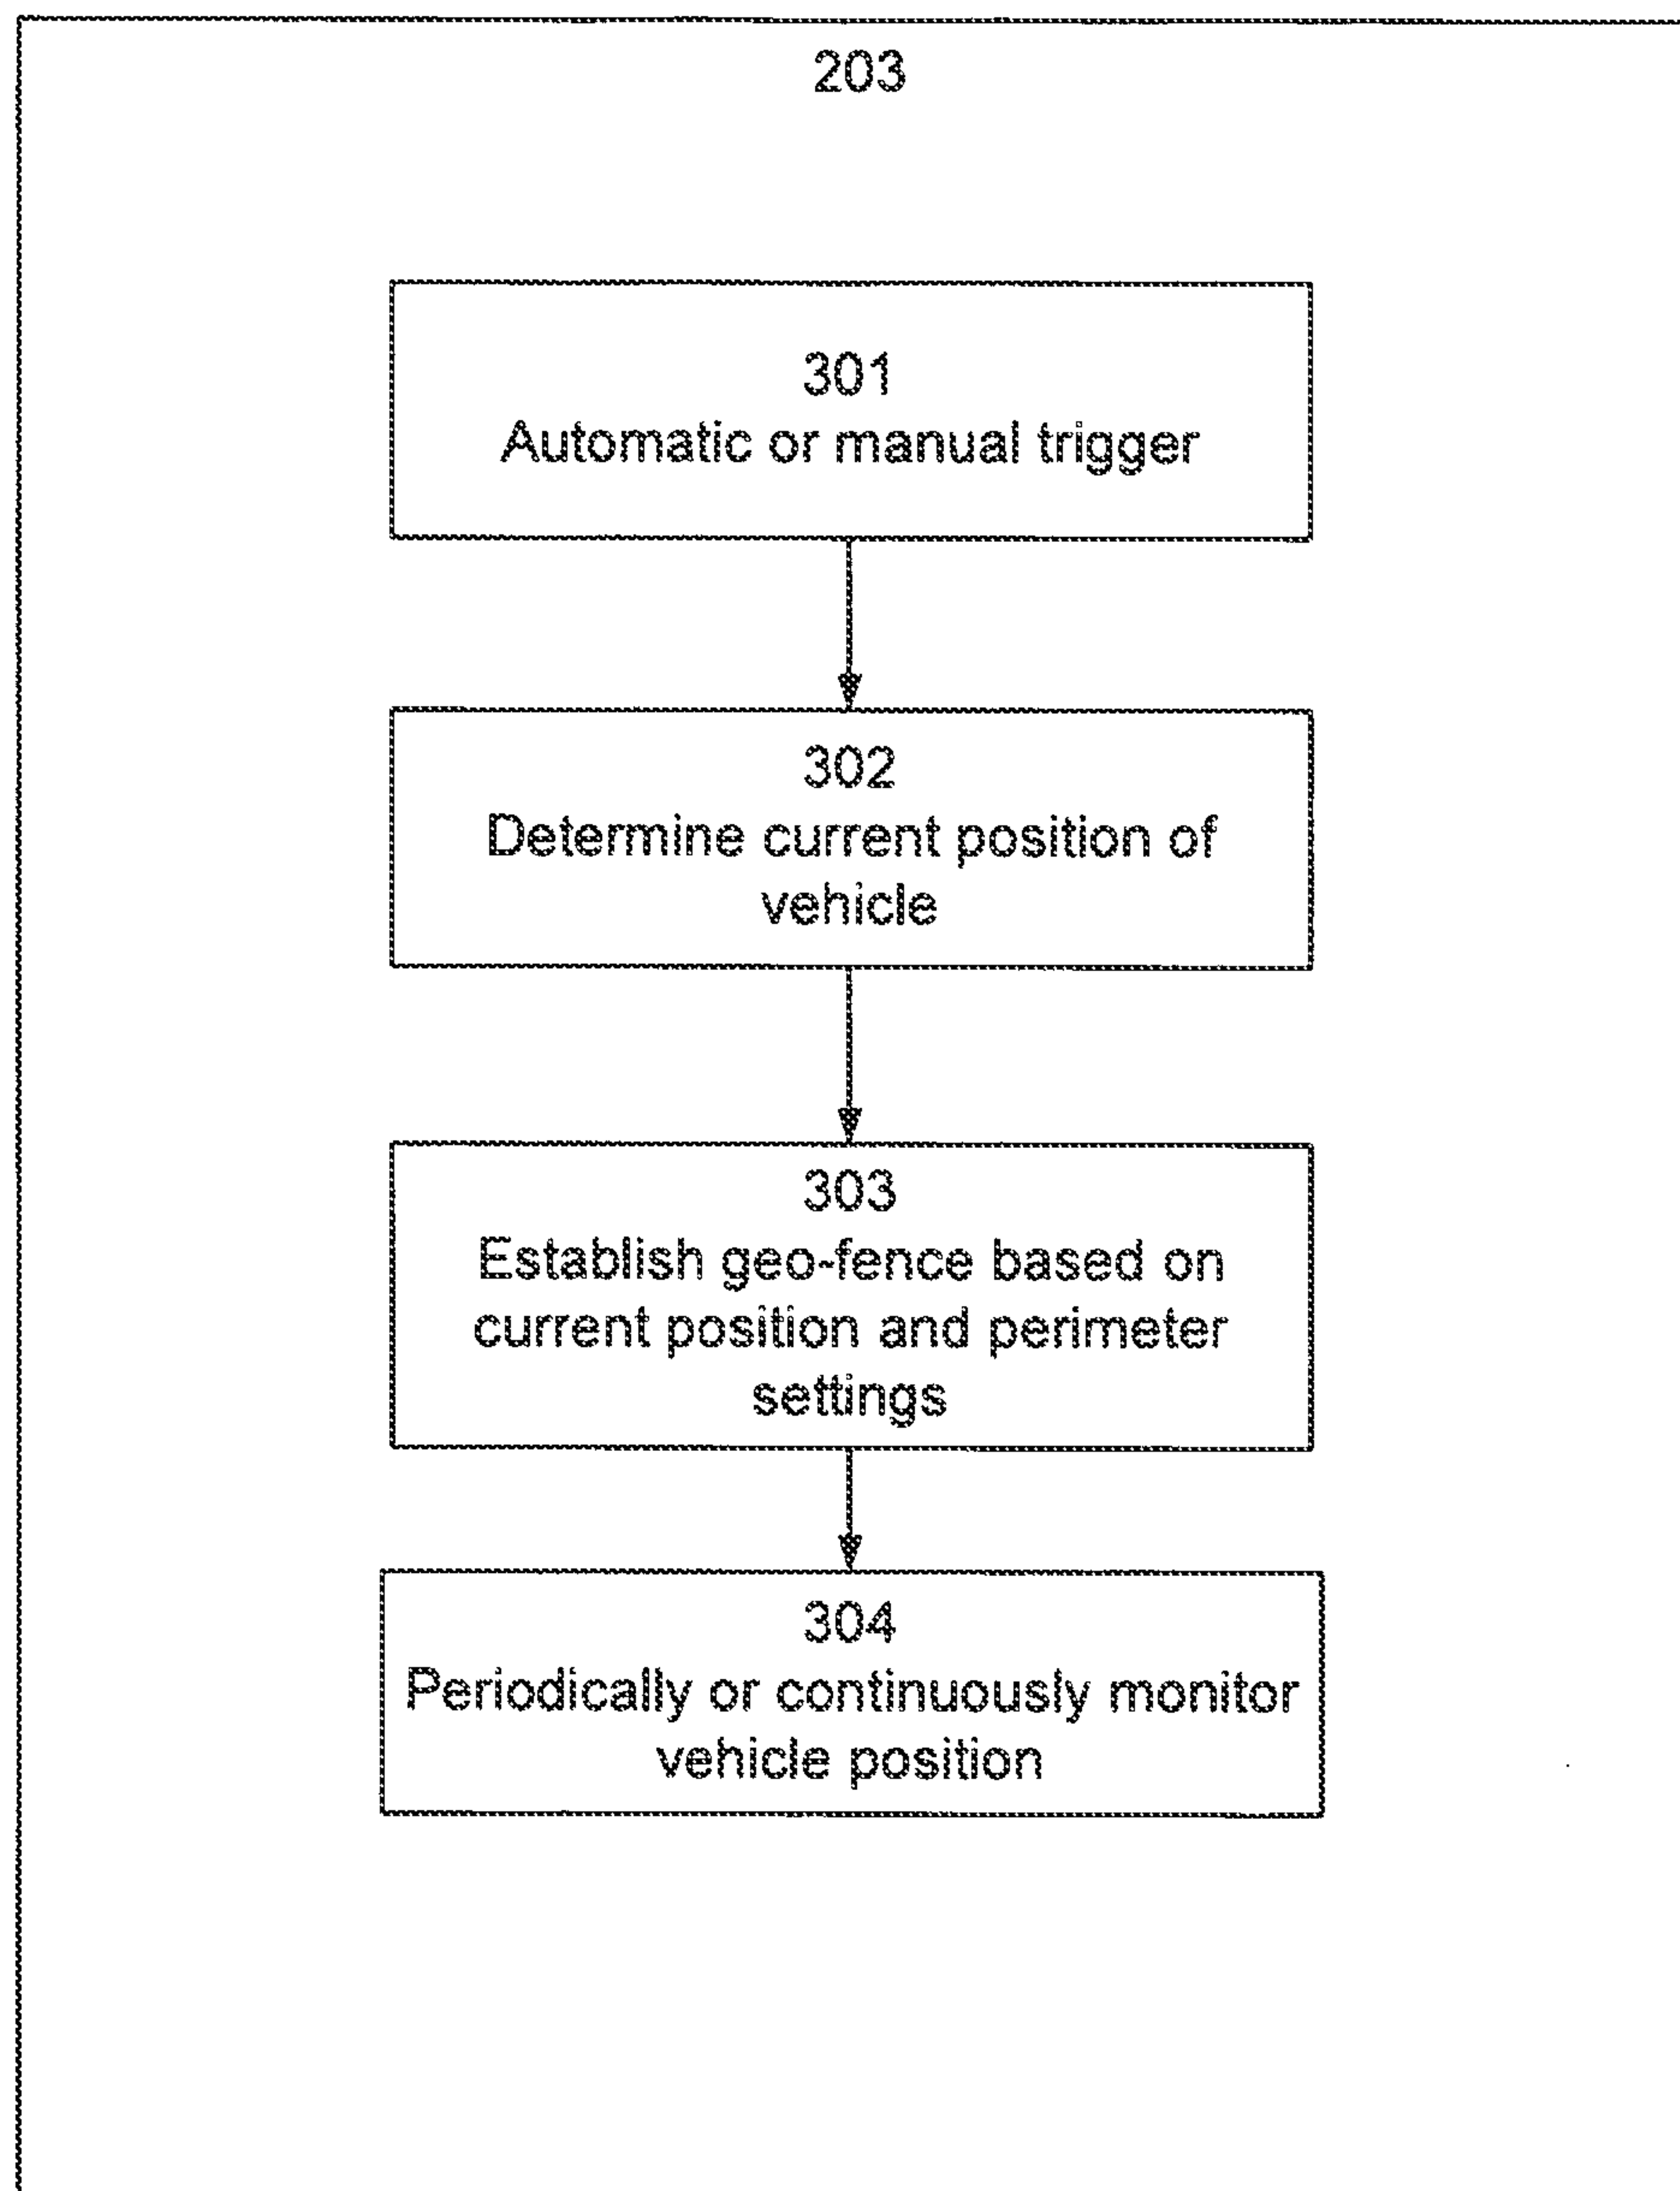 203
301
Automatic or manual trigger
302
Determine current position of
vehicle
303
Establish geo-fence based on
current position and perimeter
settings
304
Periodically or continuously monitor
vehicle position